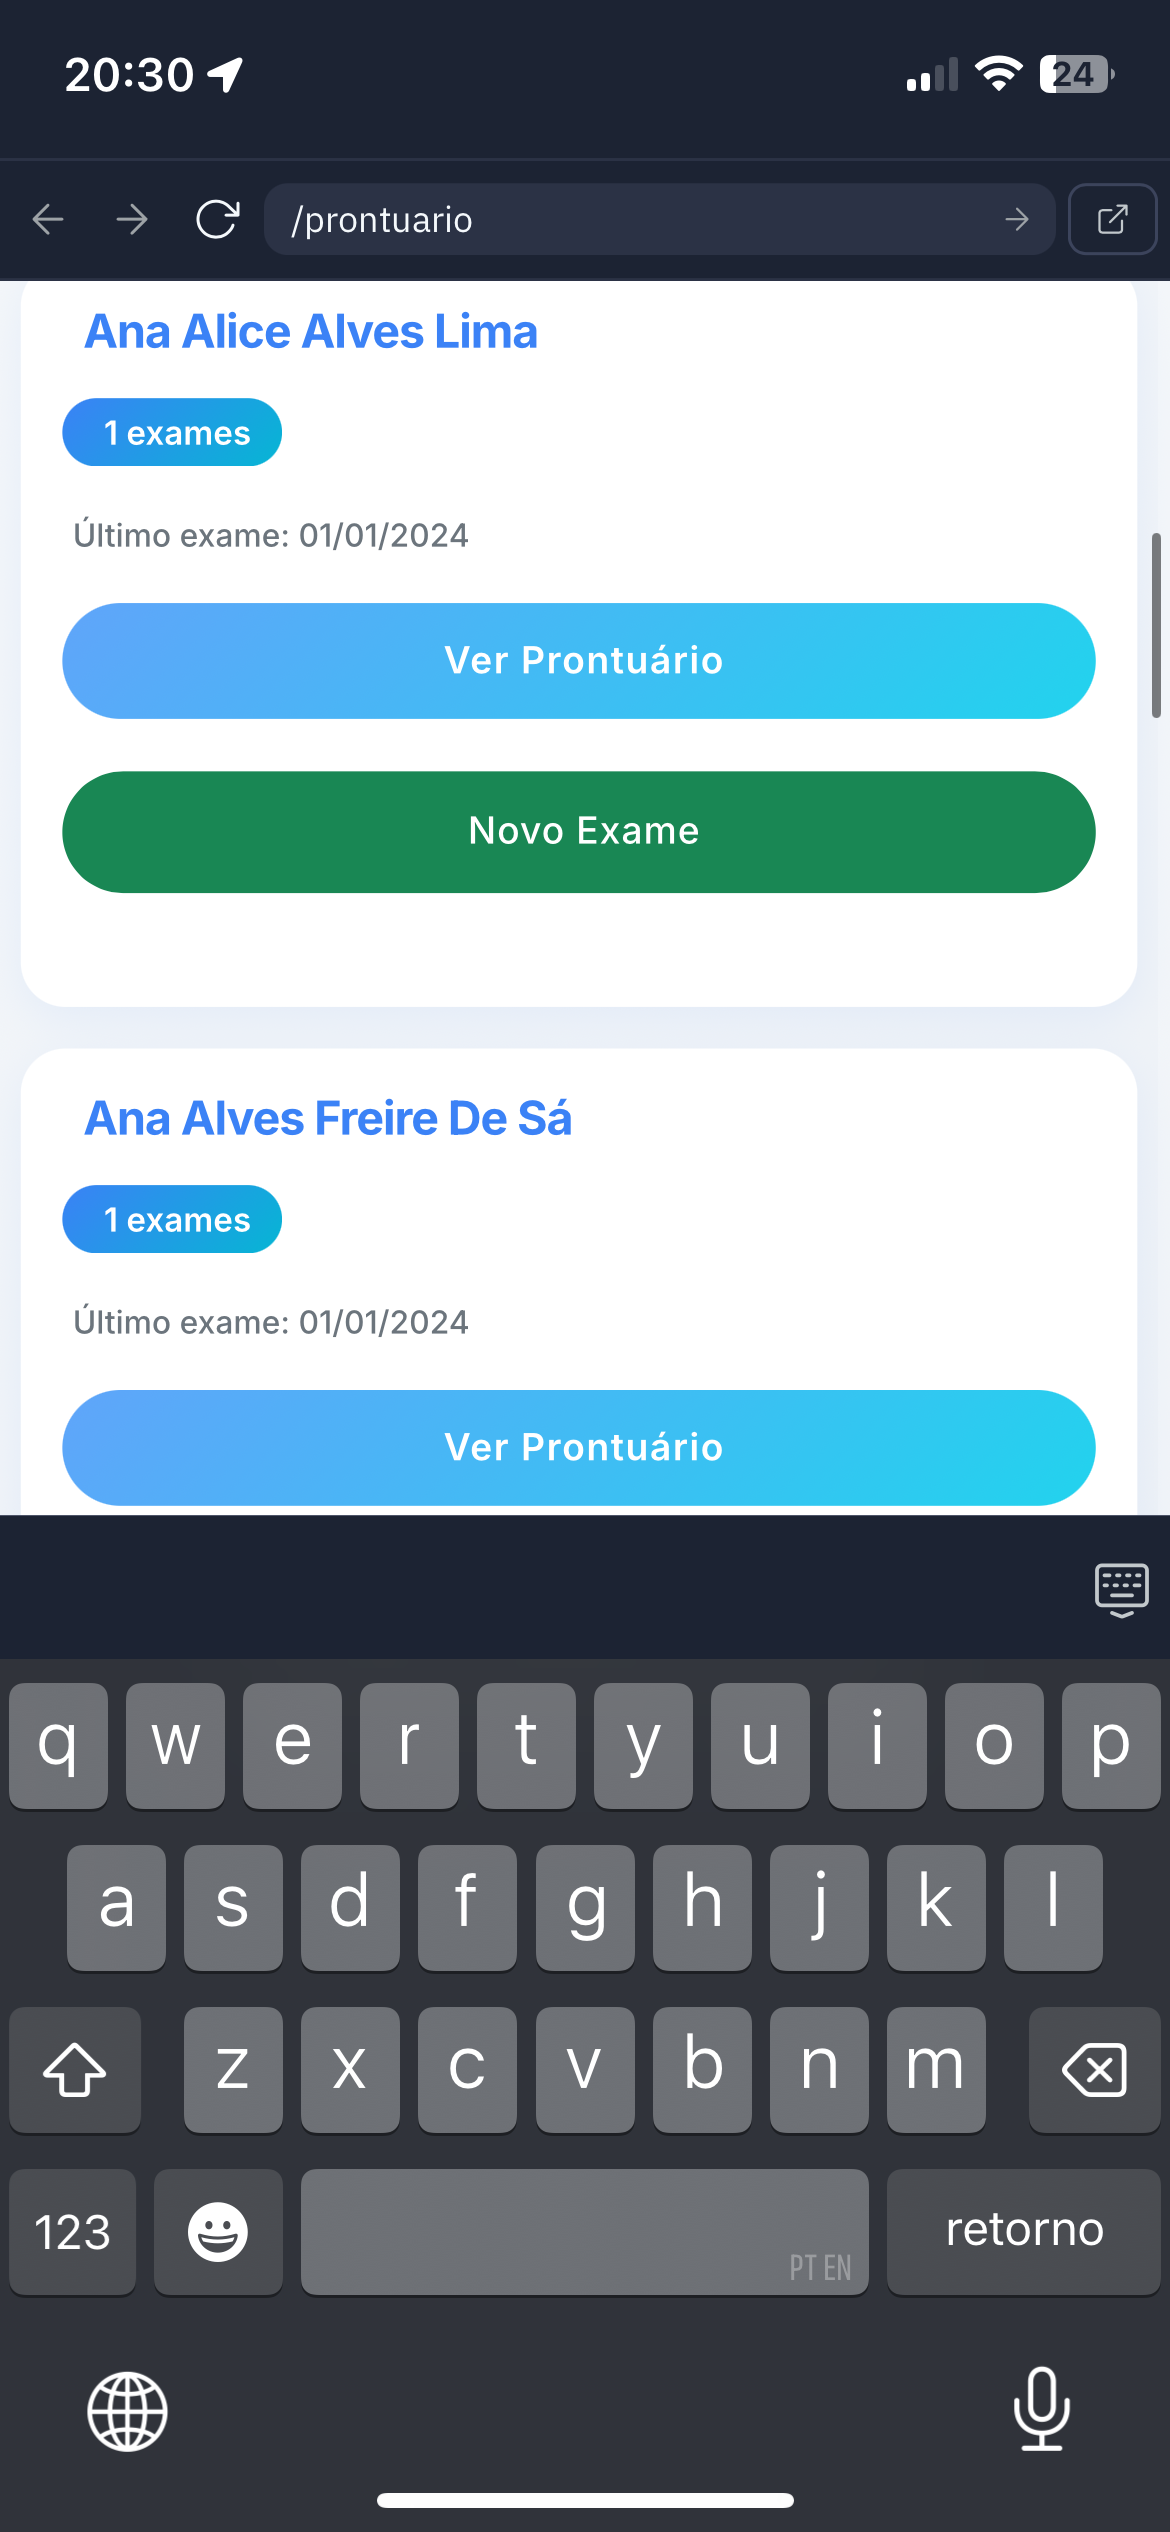 20:30
24
/prontuario
Ana Alice Alves Lima
1 exames
Último exame: 01/01/2024
Ver Prontuário
Novo Exame
Ana Alves Freire De Sá
1 exames
Último exame: 01/01/2024
Ver Prontuário
q w e r t y u i o p
a s d f g h j k l
z x c v b n m
123
PT EN
retorno